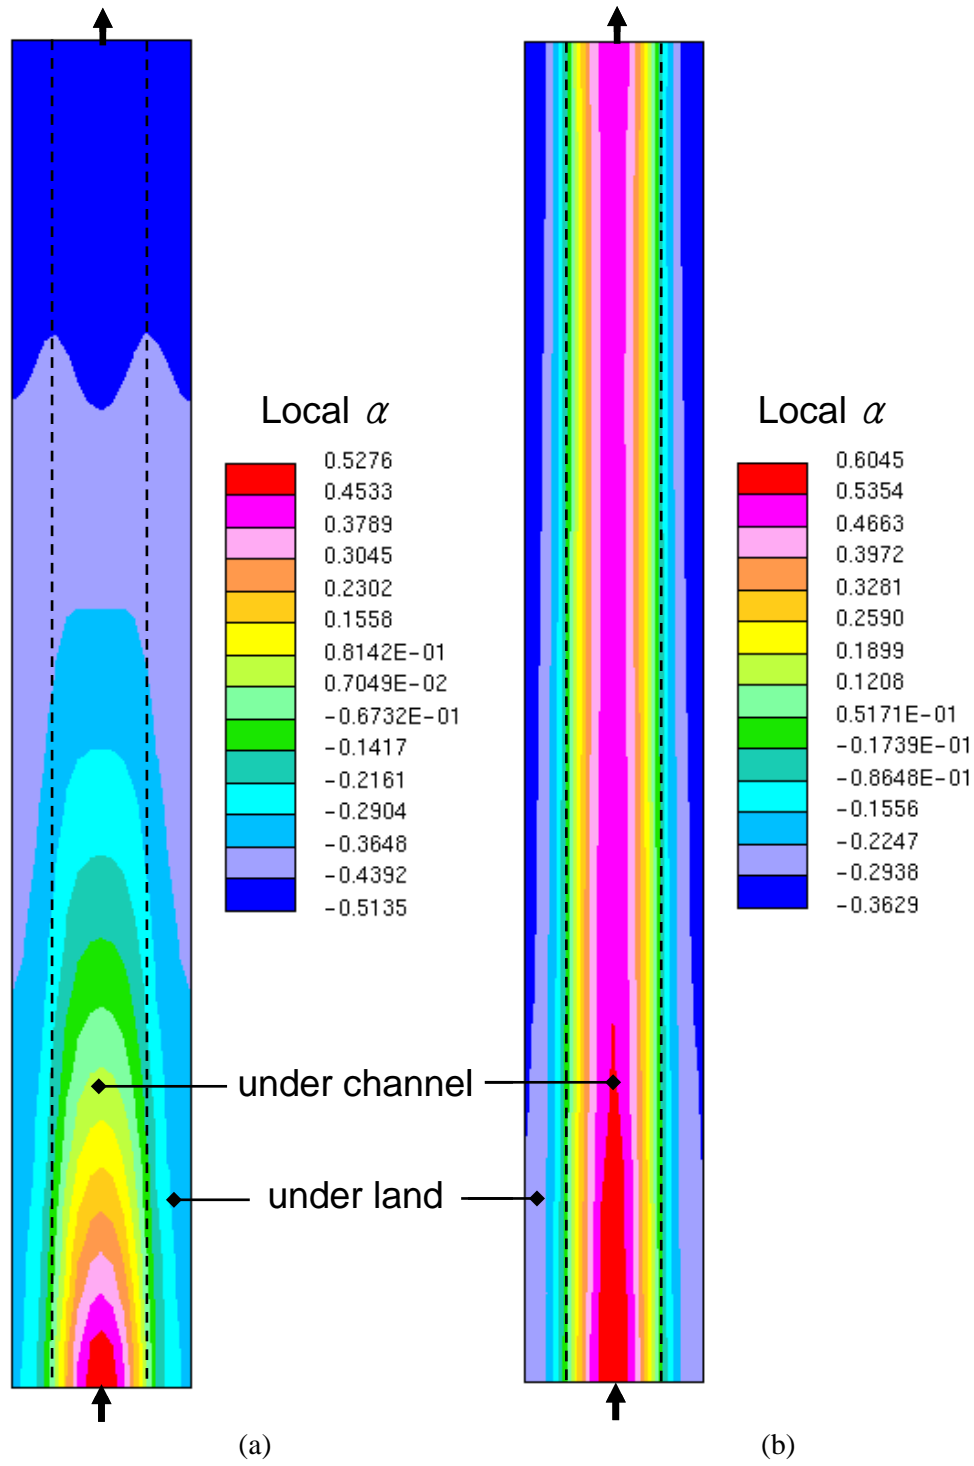 Local α
0.5276
0.4533
0.3789
0.3045
0.2302
0.1558
0.8142E-01
0.7049E-02
-0.6732E-01
-0.1417
-0.2161
-0.2904
-0.3648
-0.4392
-0.5135
Local α
0.6045
0.5354
0.4663
0.3972
0.3281
0.2590
0.1899
0.1208
0.5171E-01
-0.1739E-01
-0.8648E-01
-0.1556
-0.2247
-0.2938
-0.3629
under channel
under land
(a)
(b)